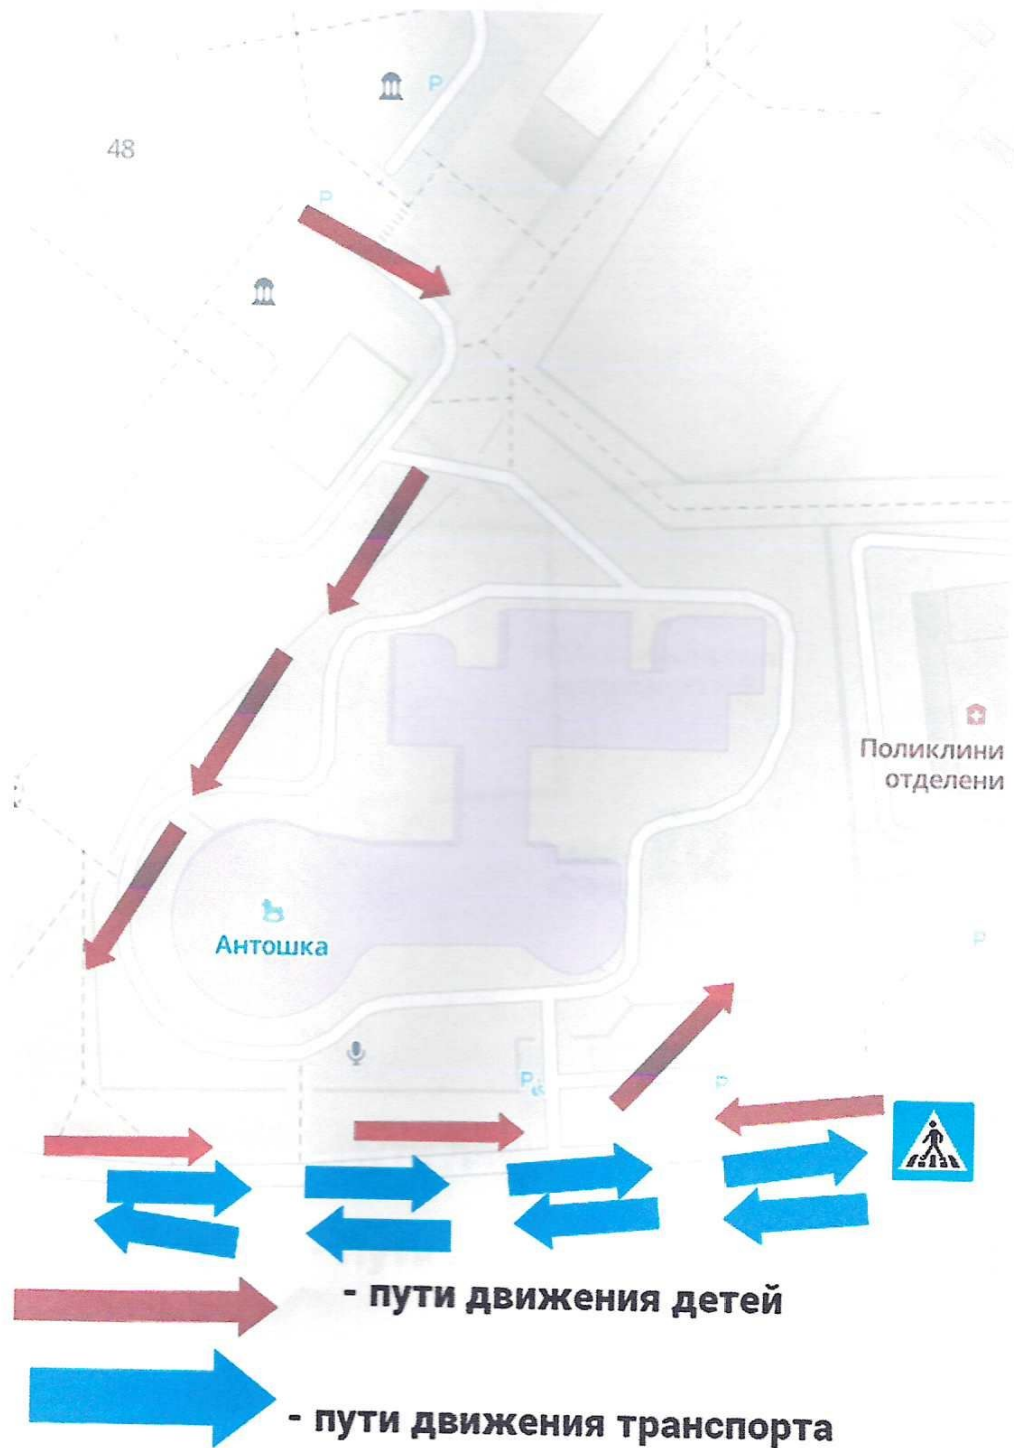 P
48
P
Поликлини
отделени
Антошка
P
P
P
- пути движения детей
- пути движения транспорта